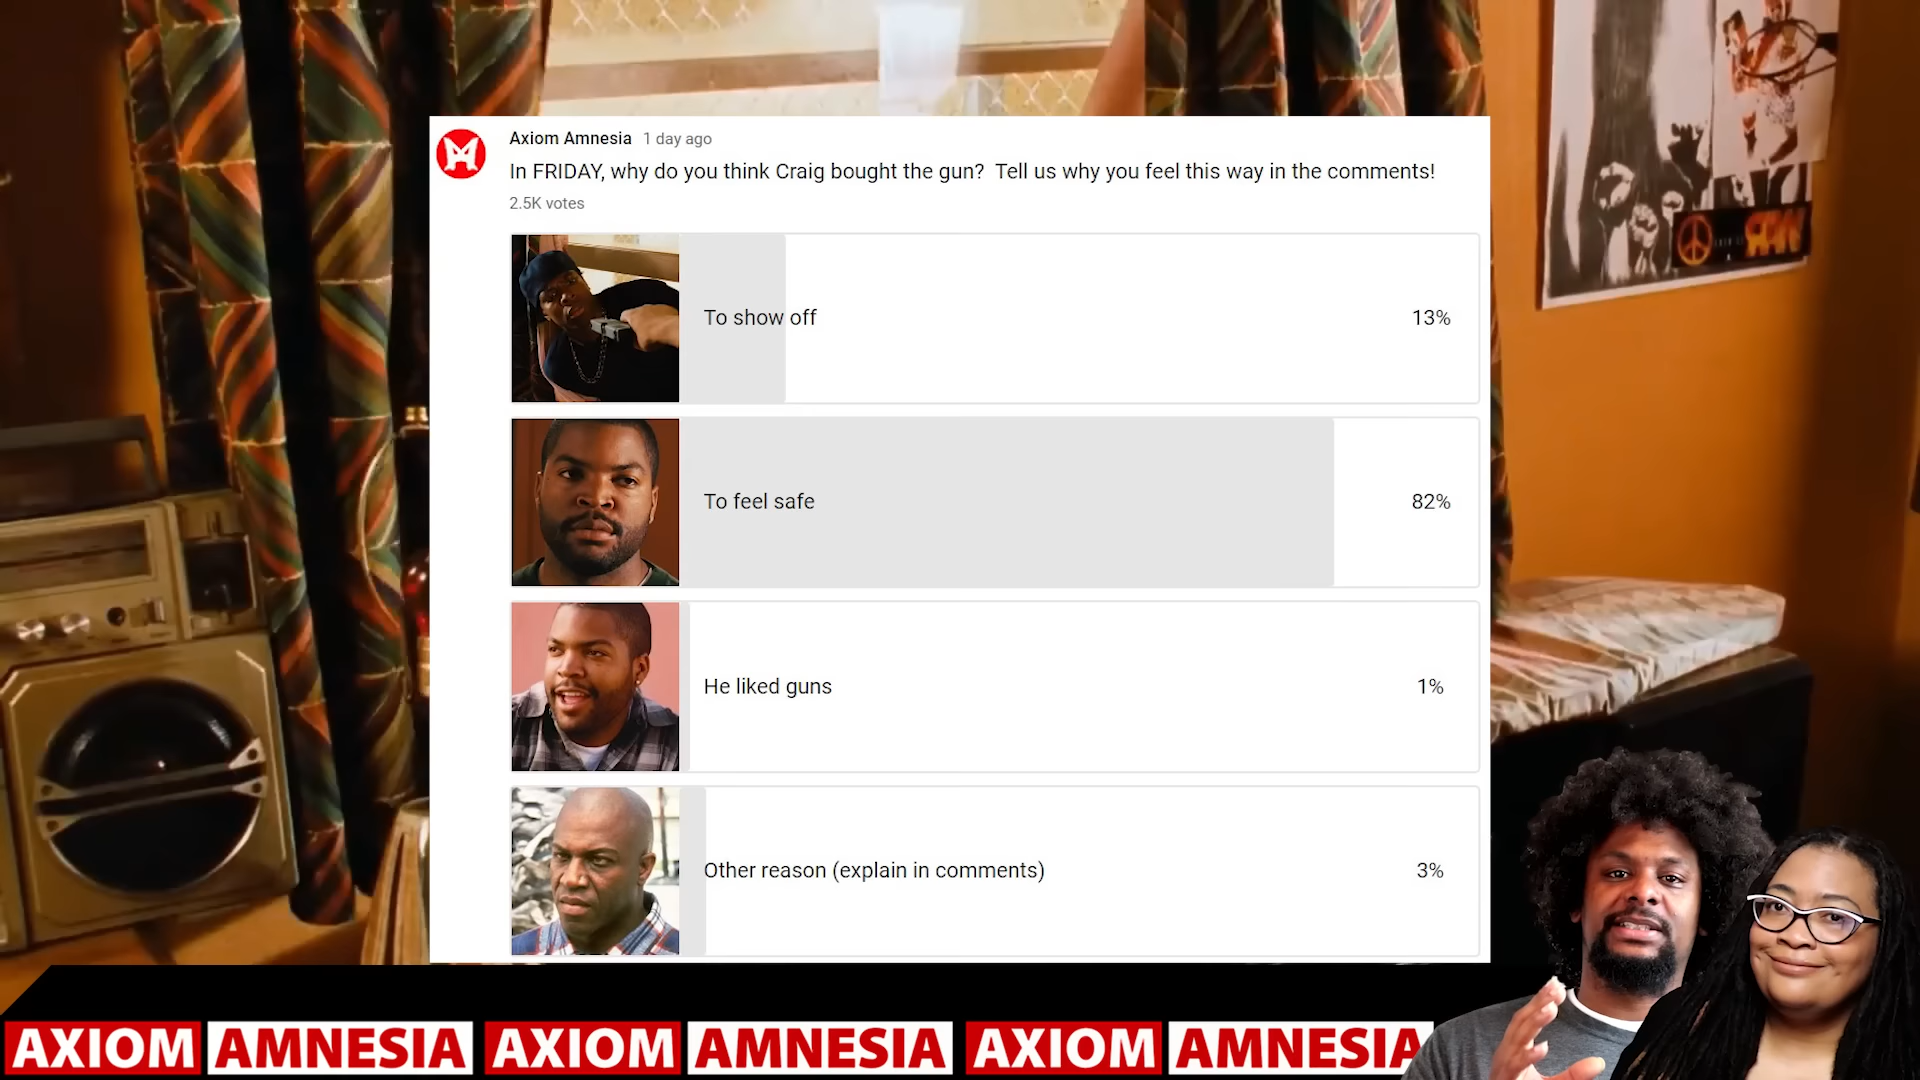 Axiom Amnesia 1 day ago
In FRIDAY, why do you think Craig bought the gun?  Tell us why you feel this way in the comments!
2.5K votes
To show off 13%
To feel safe 82%
He liked guns 1%
Other reason (explain in comments) 3%
AXIOM AMNESIA AXIOM AMNESIA AXIOM AMNESIA